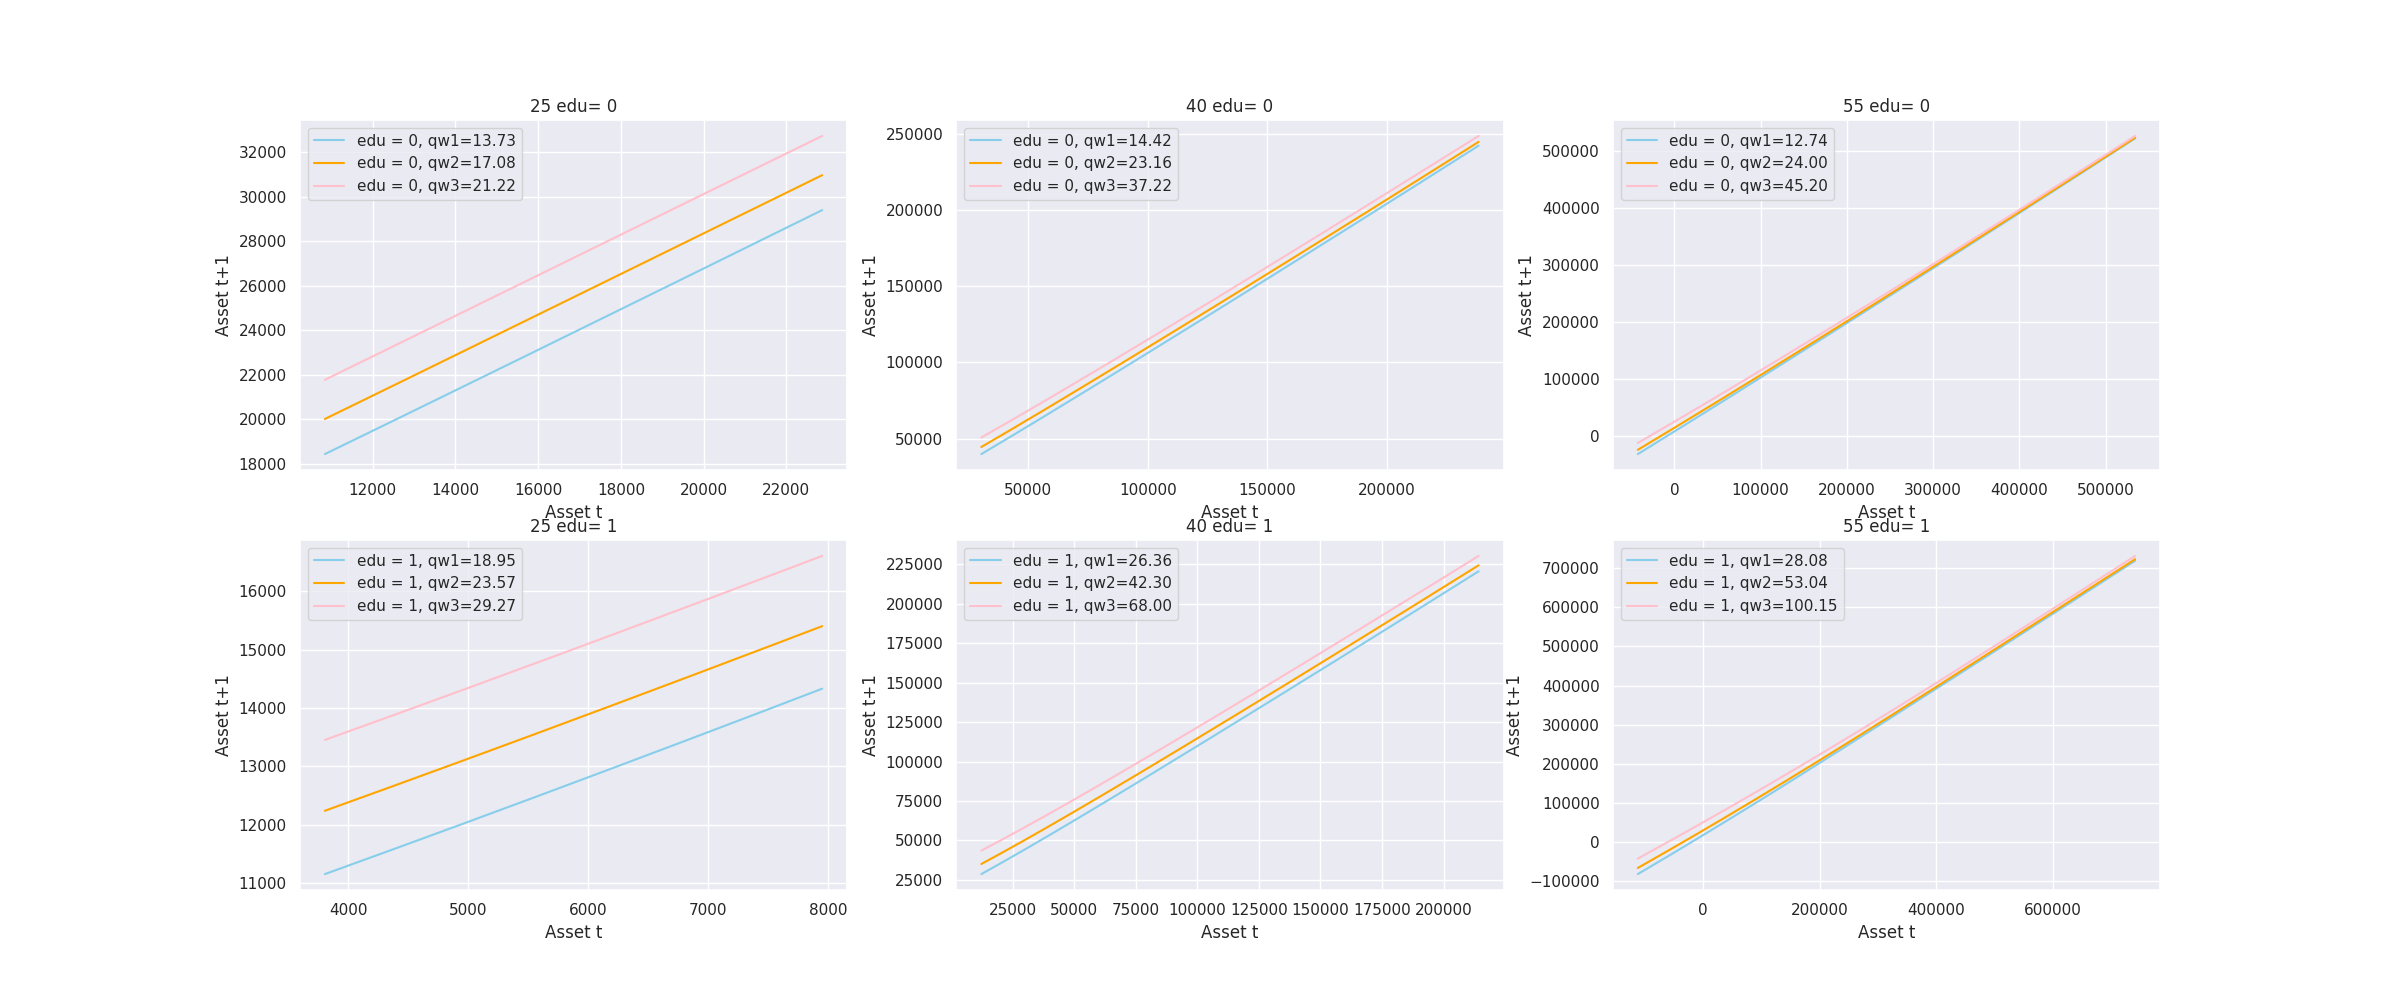 25 edu= 0
edu = 0, qw1=13.73
edu = 0, qw2=17.08
edu = 0, qw3=21.22
32000
30000
28000
26000
24000
22000
20000
18000
Asset t+1
12000 14000 16000 18000 20000 22000
Asset t
40 edu= 0
edu = 0, qw1=14.42
edu = 0, qw2=23.16
edu = 0, qw3=37.22
250000
200000
150000
100000
50000
Asset t+1
50000 100000 150000 200000
Asset t
55 edu= 0
edu = 0, qw1=12.74
edu = 0, qw2=24.00
edu = 0, qw3=45.20
500000
400000
300000
200000
100000
0
Asset t+1
0 100000 200000 300000 400000 500000
Asset t
25 edu= 1
edu = 1, qw1=18.95
edu = 1, qw2=23.57
edu = 1, qw3=29.27
16000
15000
14000
13000
12000
11000
Asset t+1
4000 5000 6000 7000 8000
Asset t
40 edu= 1
edu = 1, qw1=26.36
edu = 1, qw2=42.30
edu = 1, qw3=68.00
225000
200000
175000
150000
125000
100000
75000
50000
25000
Asset t+1
25000 50000 75000 100000 125000 150000 175000 200000
Asset t
55 edu= 1
edu = 1, qw1=28.08
edu = 1, qw2=53.04
edu = 1, qw3=100.15
700000
600000
500000
400000
300000
200000
100000
0
−100000
Asset t+1
0 200000 400000 600000
Asset t